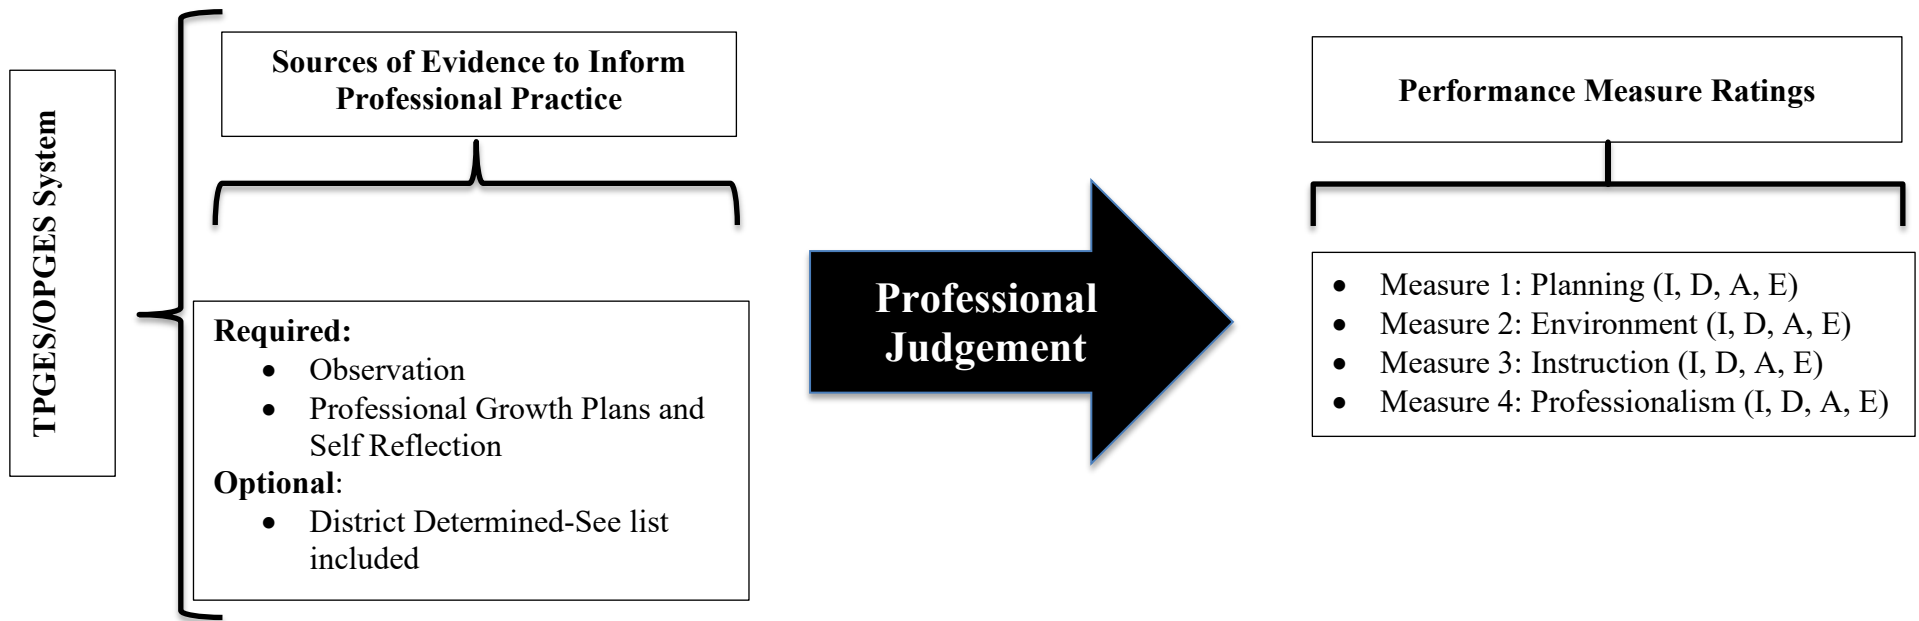 TPGES/OPGES System
Sources of Evidence to Inform
Professional Practice
Required:
• Observation
• Professional Growth Plans and
Self Reflection
Optional:
• District Determined-See list
included
Professional
Judgement
Performance Measure Ratings
• Measure 1: Planning (I, D, A, E)
• Measure 2: Environment (I, D, A, E)
• Measure 3: Instruction (I, D, A, E)
• Measure 4: Professionalism (I, D, A, E)